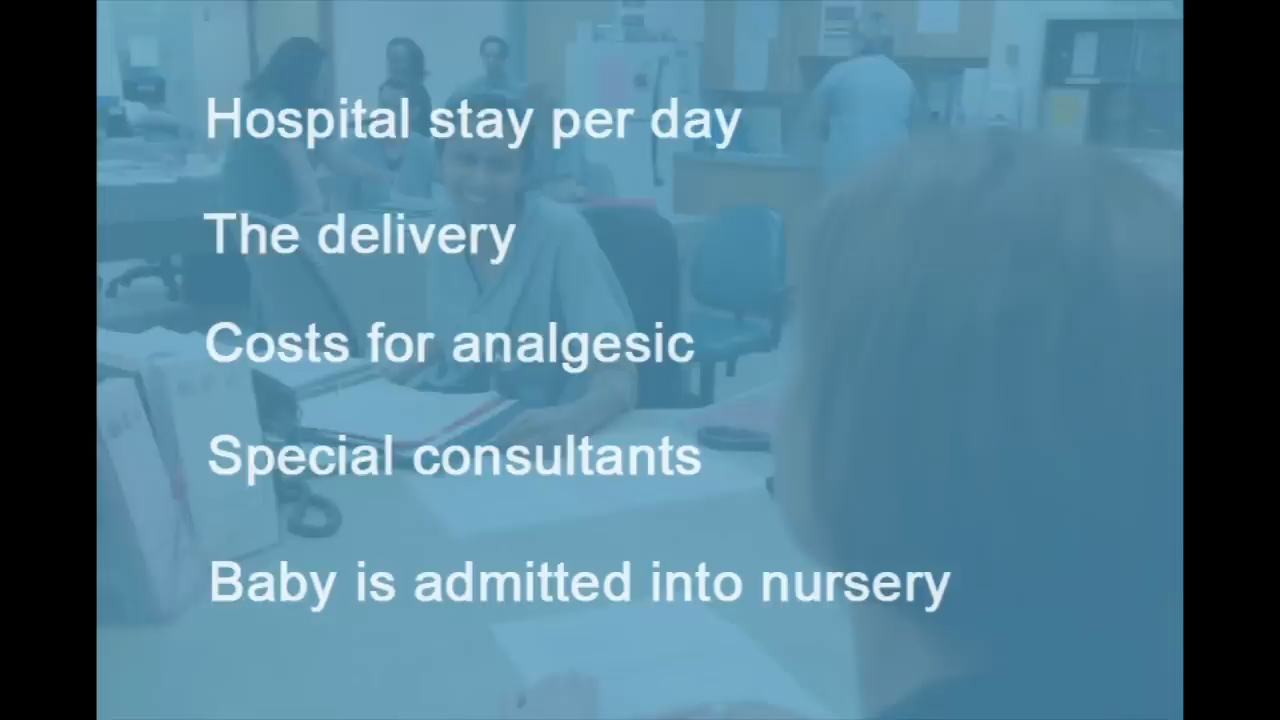 Hospital stay per day
The delivery
Costs for analgesic
Special consultants
Baby is admitted into nursery